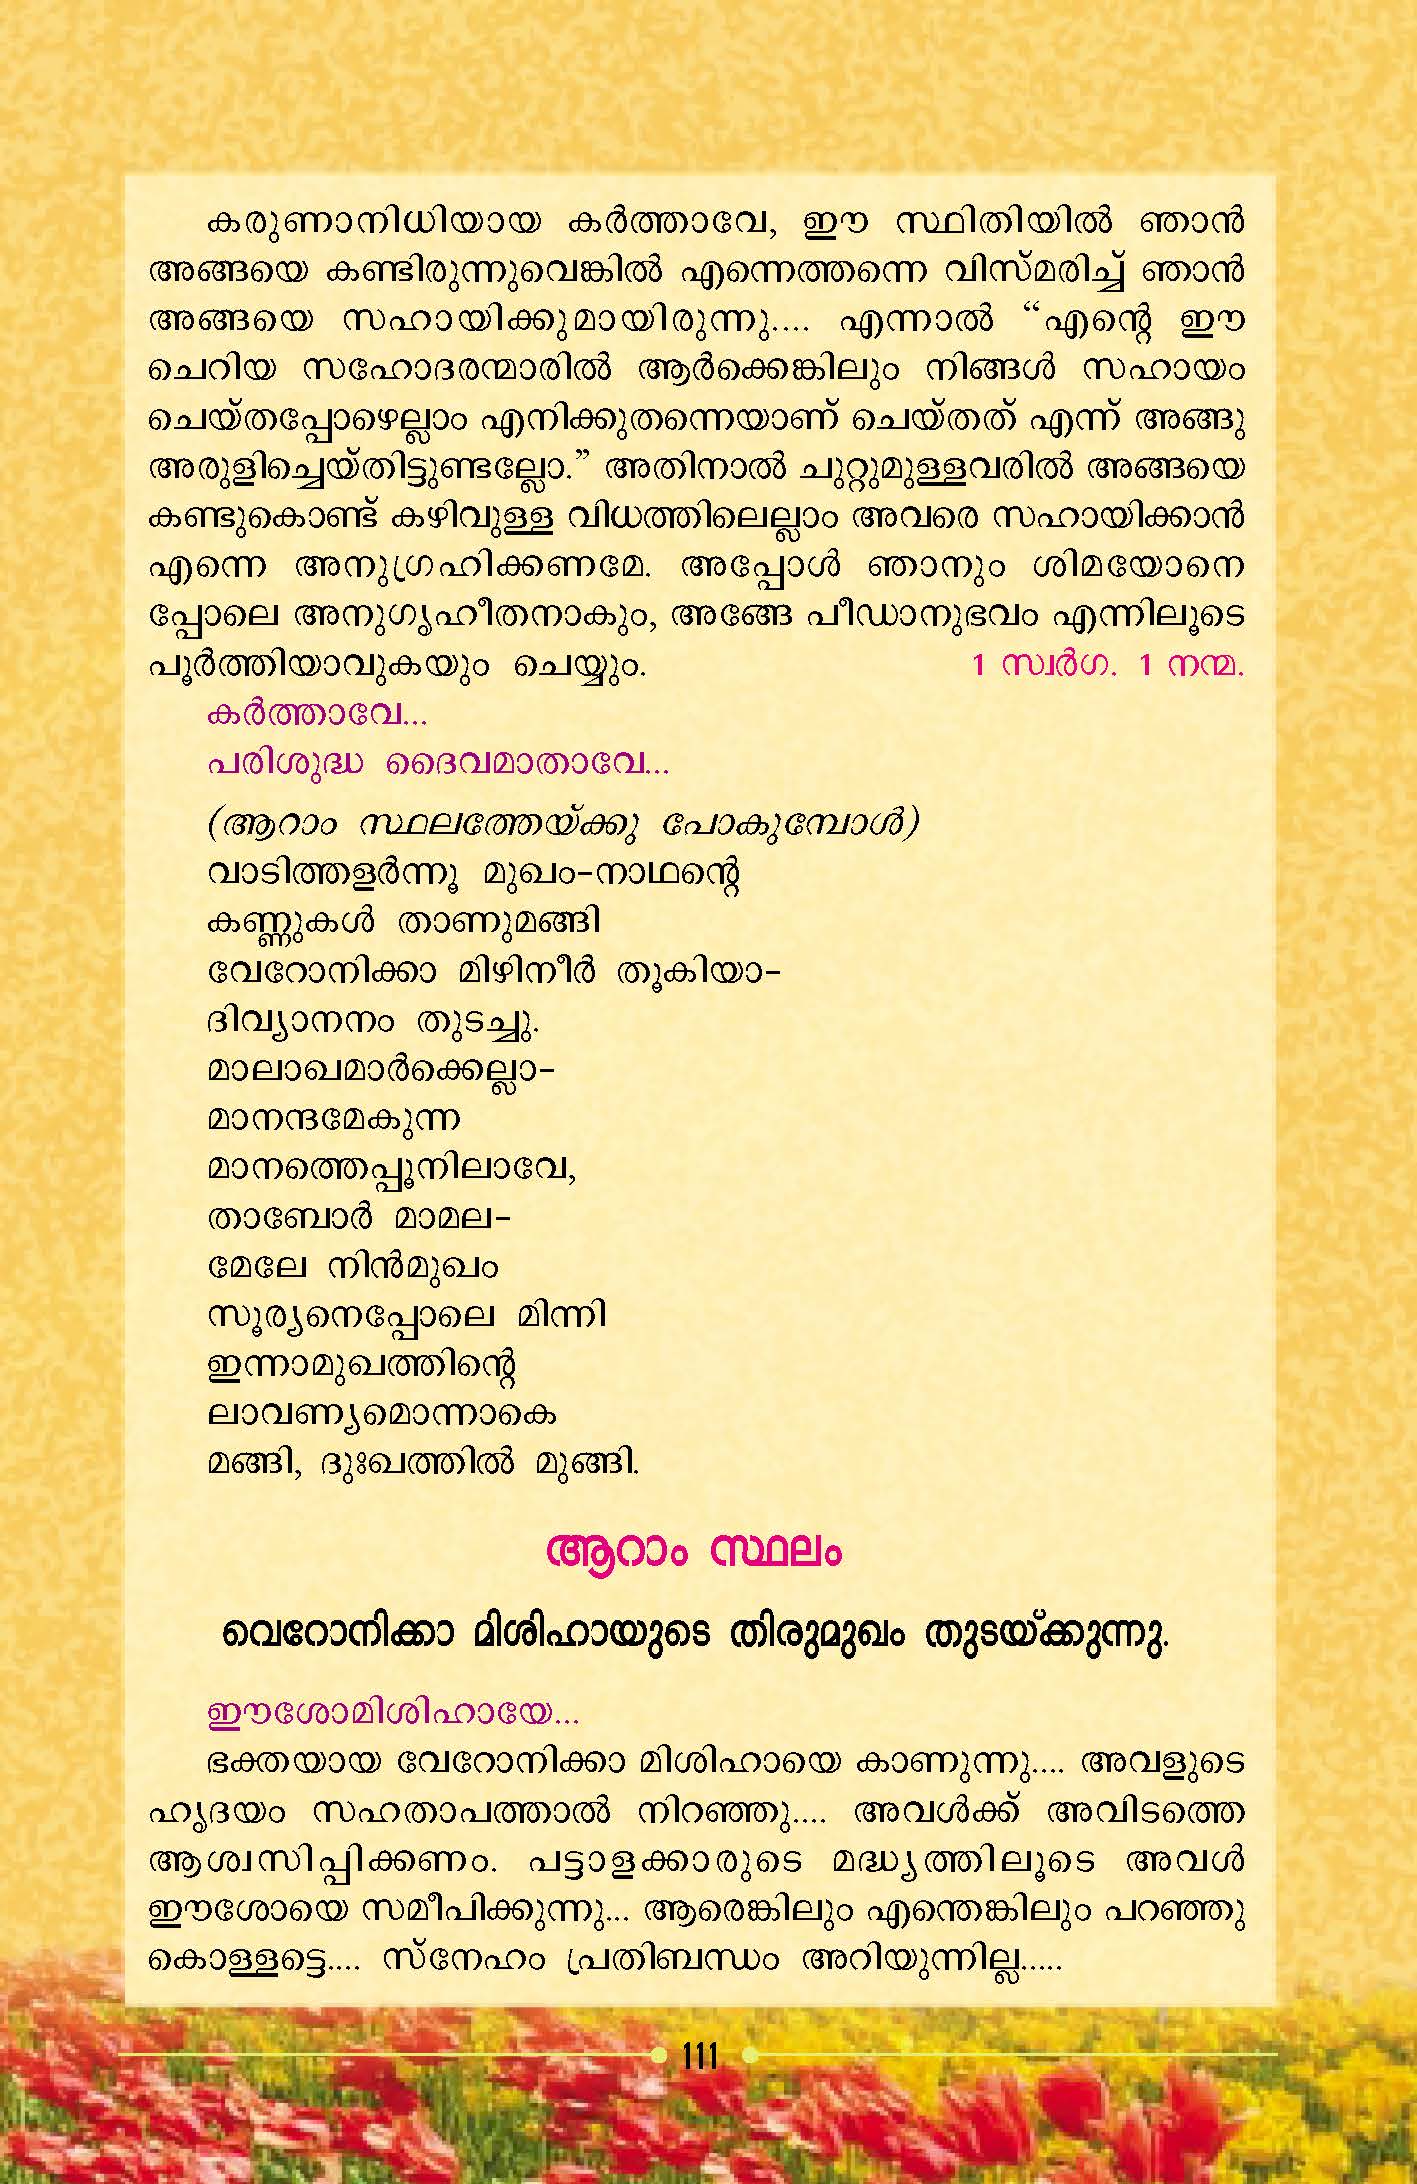 കരുണാനിധിയായ കർത്താവേ, ഈ സ്ഥിതിയിൽ ഞാൻ
അങ്ങയെ കണ്ടിരുന്നുവെങ്കിൽ എന്നെത്തന്നെ വിസ്മരിച്ച് ഞാൻ
അങ്ങയെ സഹായിക്കുമായിരുന്നു.... എന്നാൽ “എന്റെ ഈ
ചെറിയ സഹോദരന്മാരിൽ ആർക്കെങ്കിലും നിങ്ങൾ സഹായം
ചെയ്തപ്പോഴെല്ലാം എനിക്കുതന്നെയാണ് ചെയ്തത് എന്ന് അങ്ങു
അരുളിച്ചെയ്തിട്ടുണ്ടല്ലോ.” അതിനാൽ ചുറ്റുമുള്ളവരിൽ അങ്ങയെ
കണ്ടുകൊണ്ട് കഴിവുള്ള വിധത്തിലെല്ലാം അവരെ സഹായിക്കാൻ
എന്നെ അനുഗ്രഹിക്കണമേ. അപ്പോൾ ഞാനും ശിമയോനെ
പ്പോലെ അനുഗൃഹീതനാകും, അങ്ങേ പീഡാനുഭവം എന്നിലൂടെ
പൂർത്തിയാവുകയും ചെയ്യും. 1 സ്വർഗ. 1 നന്മ.
കർത്താവേ...
പരിശുദ്ധ ദൈവമാതാവേ...
(ആറാം സ്ഥലത്തേയ്ക്കു പോകുമ്പോൾ)
വാടിത്തളർന്നൂ മുഖം-നാഥന്റെ
കണ്ണുകൾ താണുമങ്ങി
വേറോനിക്കാ മിഴിനീർ തൂകിയാ-
ദിവ്യാനനം തുടച്ചു.
മാലാഖമാർക്കെല്ലാ-
മാനന്ദമേകുന്ന
മാനത്തെപ്പൂനിലാവേ,
താബോർ മാമല-
മേലേ നിൻമുഖം
സൂര്യനെപ്പോലെ മിന്നി
ഇന്നാമുഖത്തിന്റെ
ലാവണ്യമൊന്നാകെ
മങ്ങി, ദുഃഖത്തിൽ മുങ്ങി.
ആറാം സ്ഥലം
വെറോനിക്കാ മിശിഹായുടെ തിരുമുഖം തുടയ്ക്കുന്നു.
ഈശോമിശിഹായേ...
ഭക്തയായ വേറോനിക്കാ മിശിഹായെ കാണുന്നു.... അവളുടെ
ഹൃദയം സഹതാപത്താൽ നിറഞ്ഞു.... അവൾക്ക് അവിടത്തെ
ആശ്വസിപ്പിക്കണം. പട്ടാളക്കാരുടെ മദ്ധ്യത്തിലൂടെ അവൾ
ഈശോയെ സമീപിക്കുന്നു... ആരെങ്കിലും എന്തെങ്കിലും പറഞ്ഞു
കൊള്ളട്ടെ.... സ്നേഹം പ്രതിബന്ധം അറിയുന്നില്ല.....
111